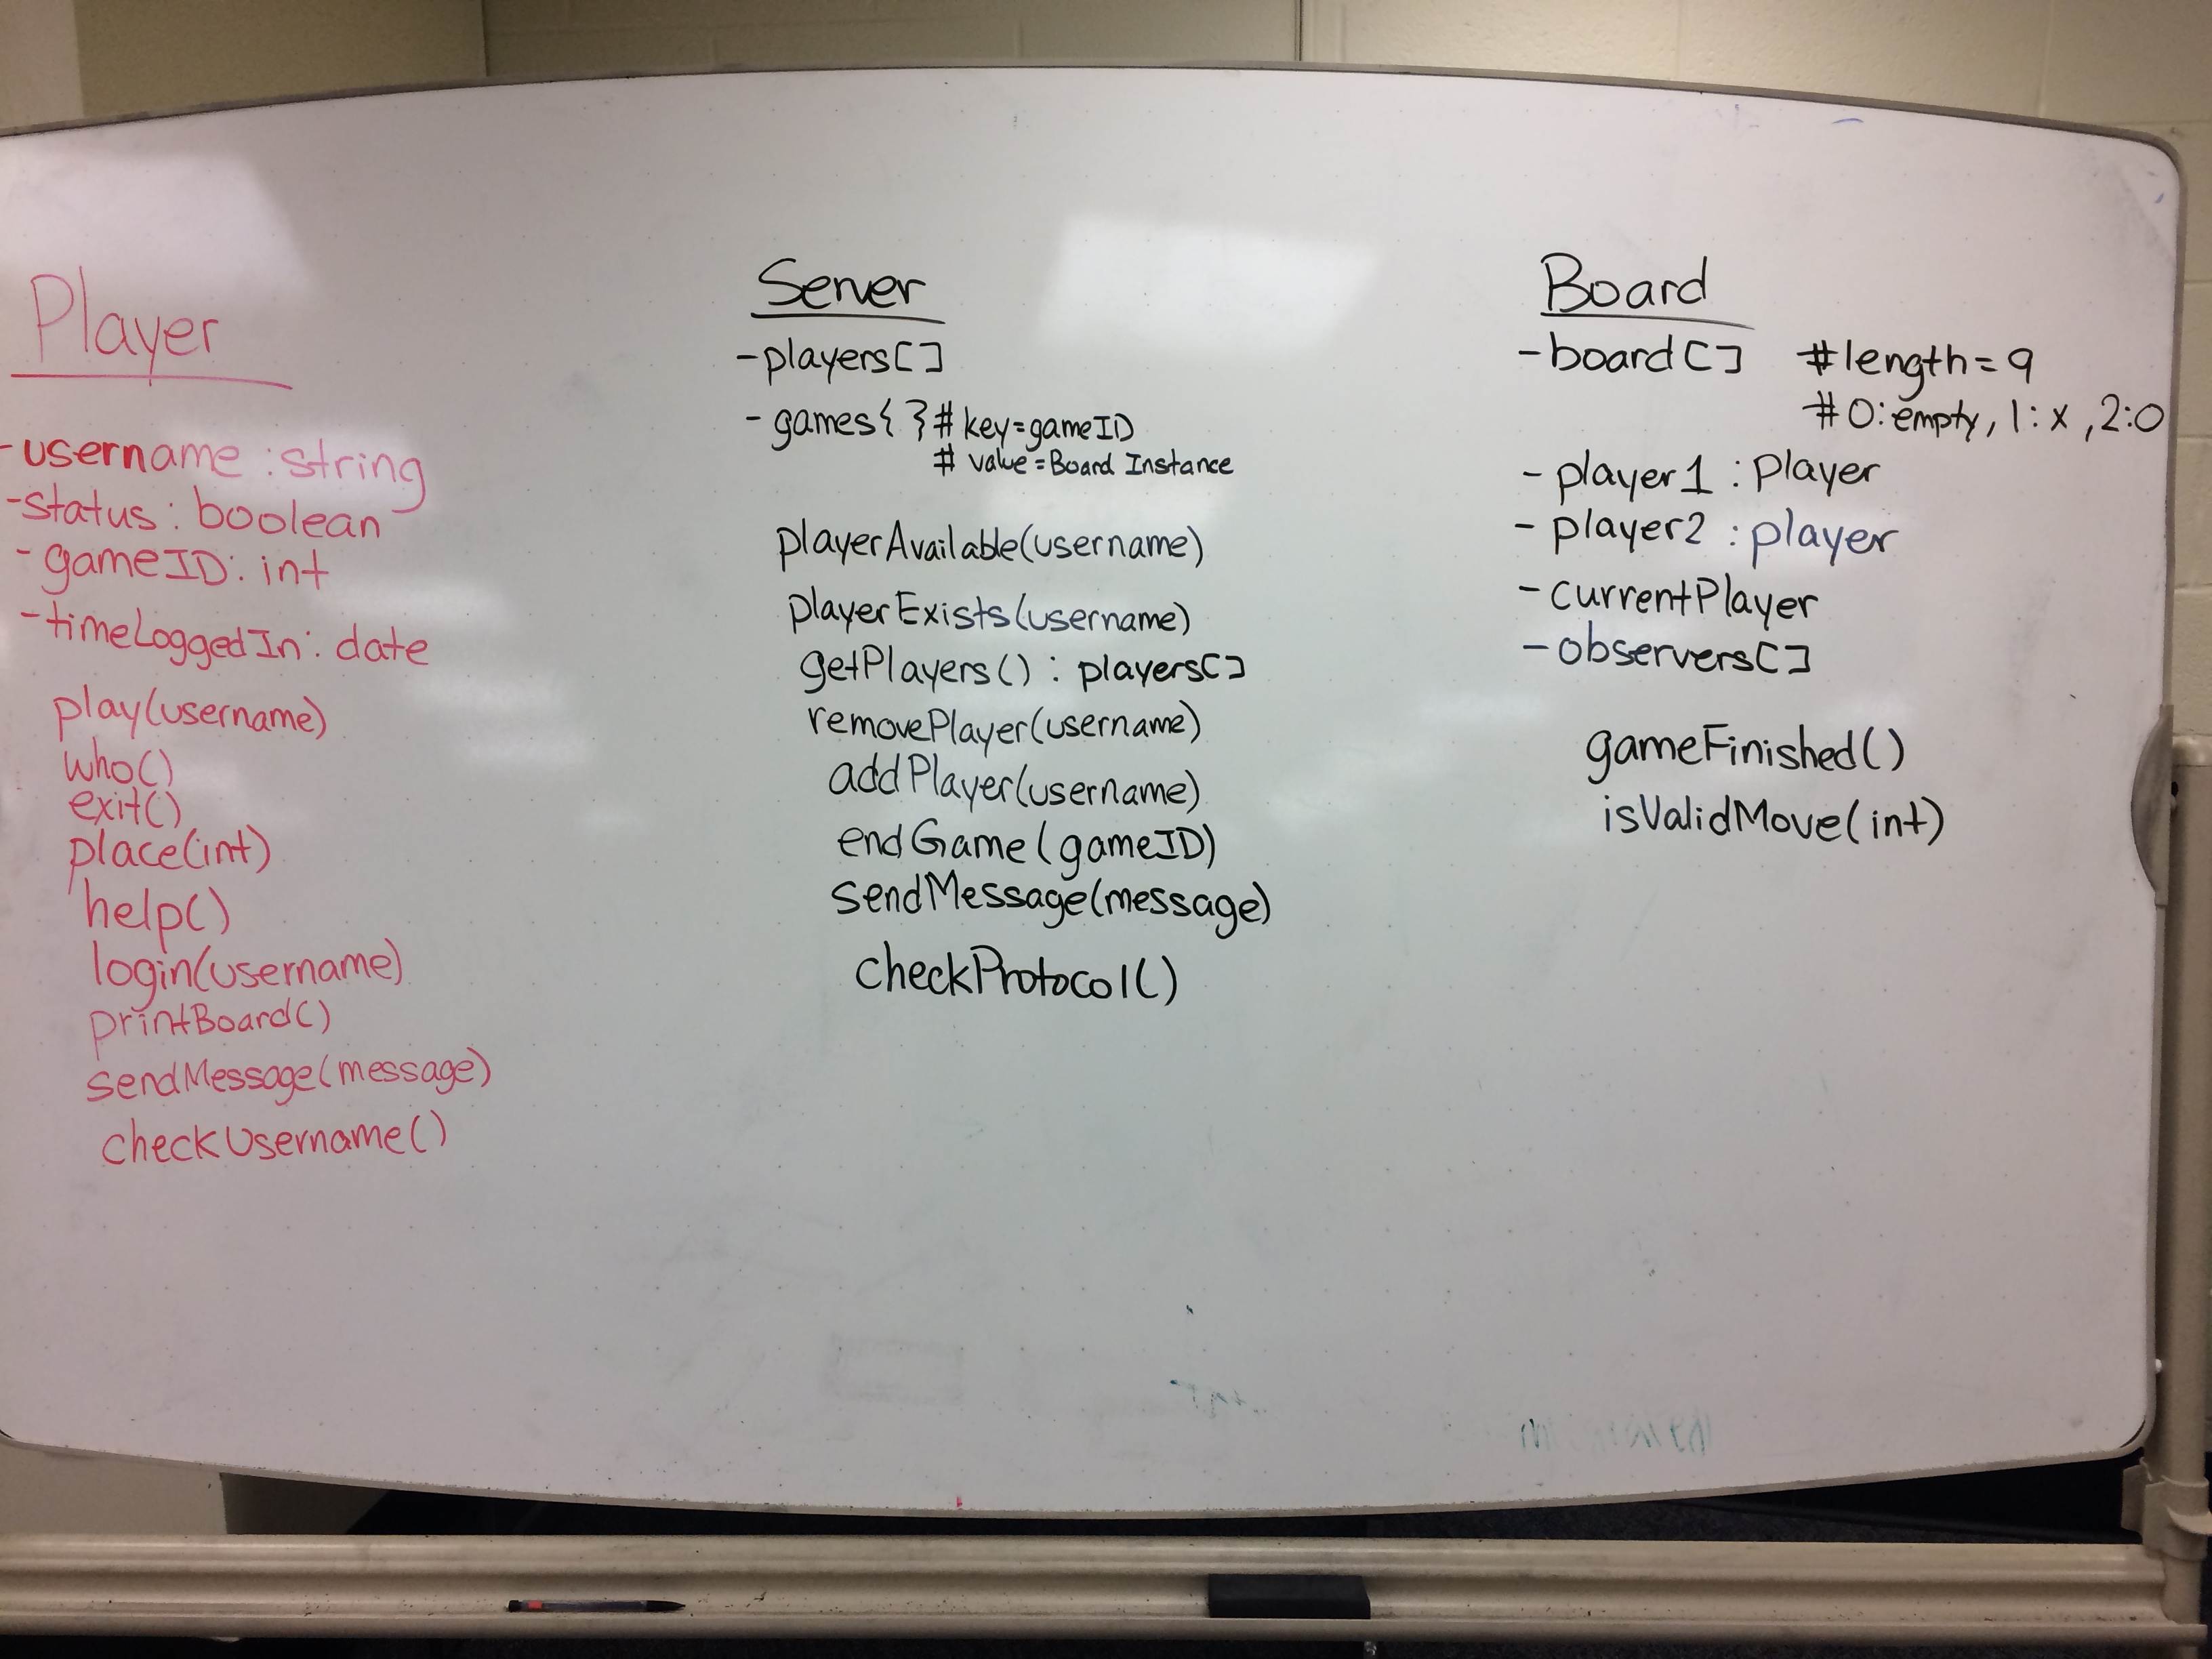 Player
-username : string
-status : boolean
-gameID : int
-timeLoggedIn : date
play(username)
who()
exit()
place(int)
help()
login(username)
printBoard()
sendMessage(message)
checkUsername()
Server
-players[]
- games{ } # key=gameID
# value = Board Instance
playerAvailable(username)
playerExists(username)
getPlayers() : players[]
removePlayer(username)
addPlayer(username)
endGame(gameID)
sendMessage(message)
checkProtocol()
Board
-board[] #length=9
#0:empty, 1:x, 2:0
- player1 : Player
- player2 : player
- currentPlayer
- observers[]
gameFinished()
isValidMove(int)